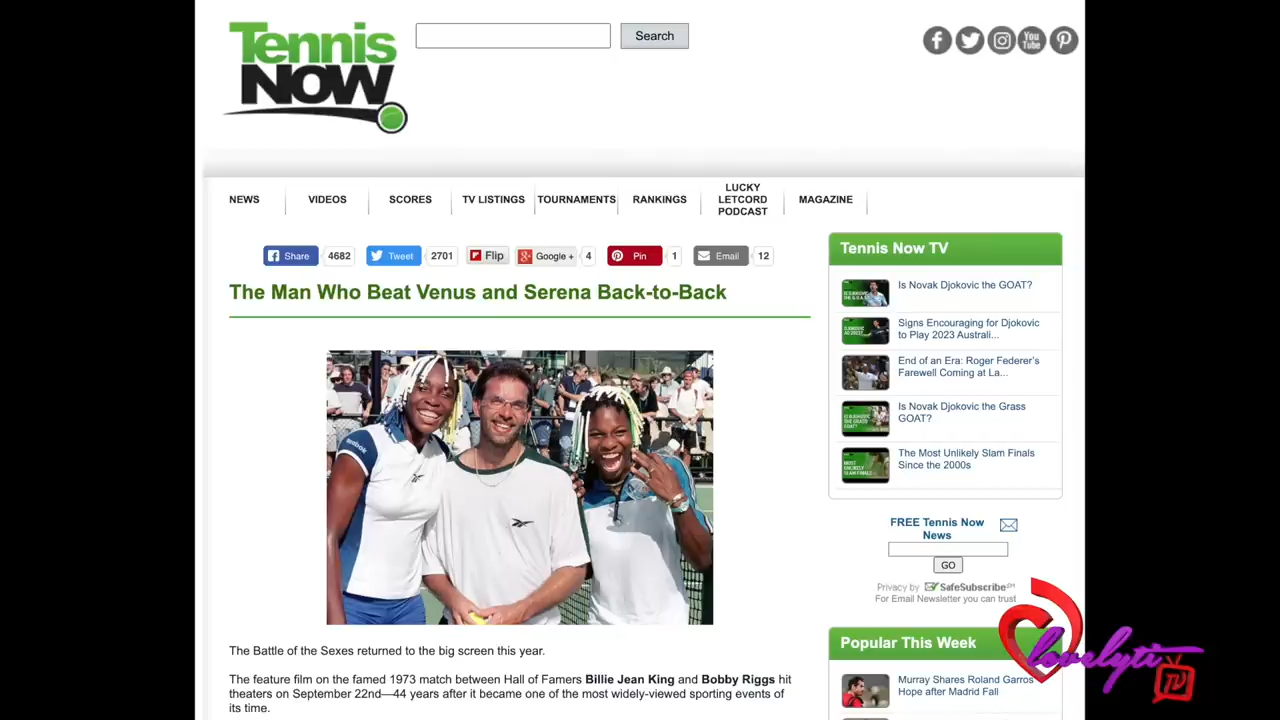 Tennis
NOW
Search
You
Tube
NEWS
VIDEOS
SCORES
TV LISTINGS
TOURNAMENTS
RANKINGS
LUCKY
LETCORD
PODCAST
MAGAZINE
Share 4682
Tweet 2701
Flip
Google + 4
Pin 1
Email 12
The Man Who Beat Venus and Serena Back-to-Back
Reebok
The Battle of the Sexes returned to the big screen this year.
The feature film on the famed 1973 match between Hall of Famers Billie Jean King and Bobby Riggs hit
theaters on September 22nd—44 years after it became one of the most widely-viewed sporting events of
its time.
Tennis Now TV
Is Novak Djokovic the GOAT?
Signs Encouraging for Djokovic
to Play 2023 Australi...
End of an Era: Roger Federer's
Farewell Coming at La...
Is Novak Djokovic the Grass
GOAT?
The Most Unlikely Slam Finals
Since the 2000s
FREE Tennis Now
News
GO
Privacy by SafeSubscribe
For Email Newsletter you can trust
Popular This Week
Murray Shares Roland Garros
Hope after Madrid Fall
lovelyti
TV